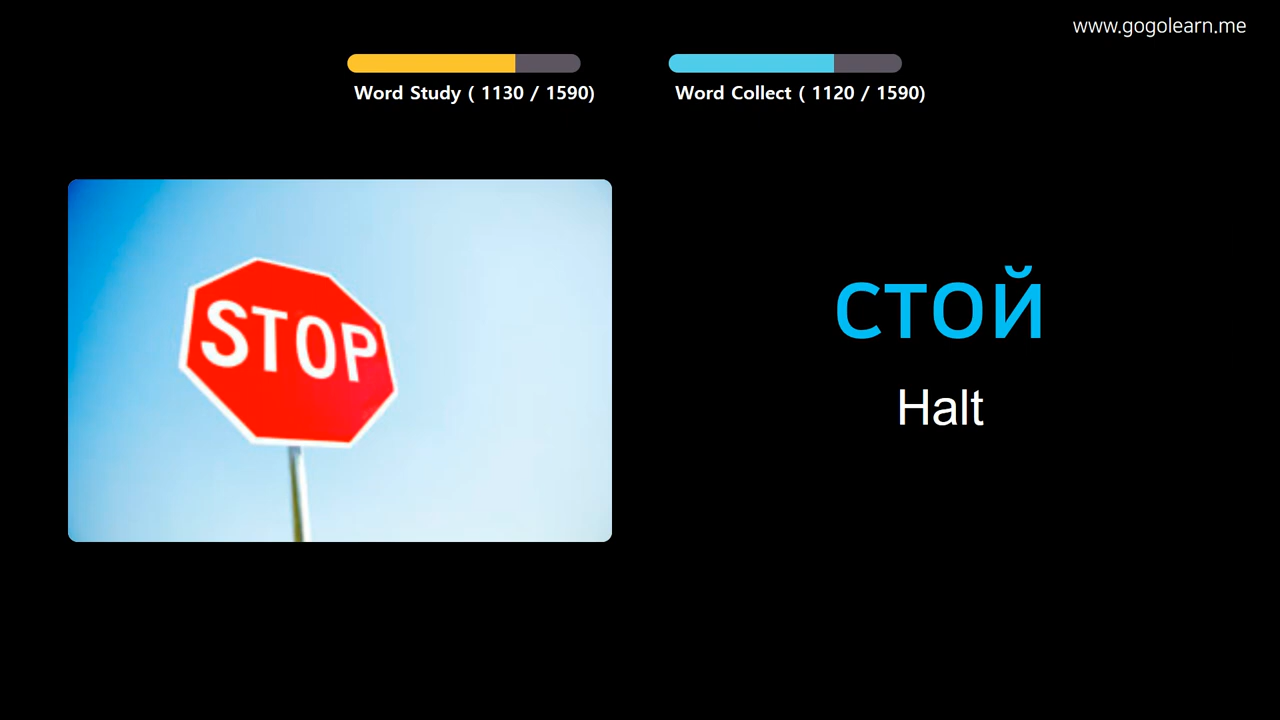 www.gogolearn.me
Word Study ( 1130 / 1590)
Word Collect ( 1120 / 1590)
STOP
СТОЙ
Halt